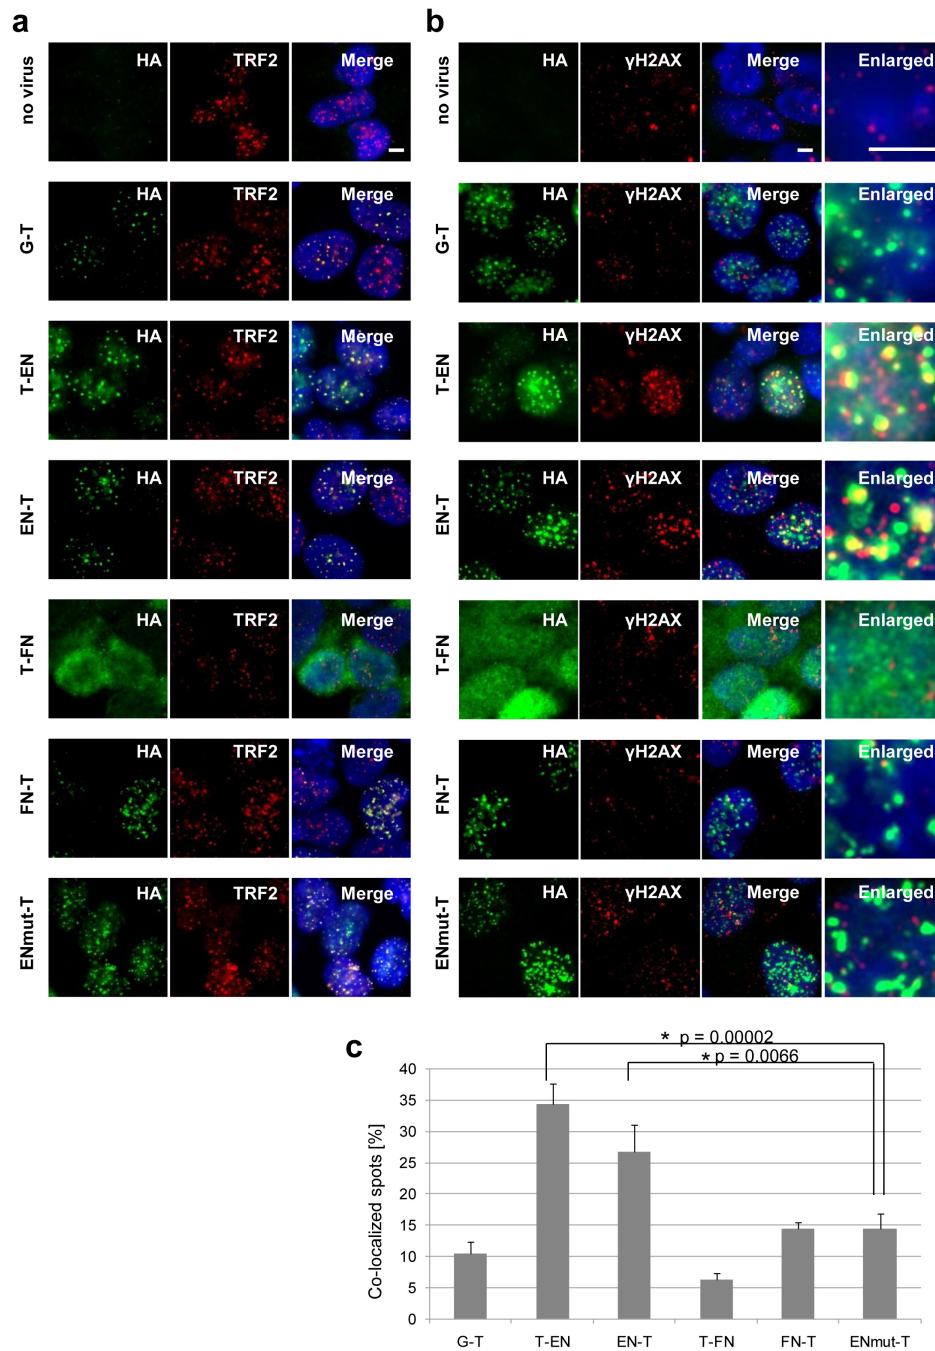 a
no virus
HA TRF2 Merge
G-T
HA TRF2 Merge
T-EN
HA TRF2 Merge
EN-T
HA TRF2 Merge
T-FN
HA TRF2 Merge
FN-T
HA TRF2 Merge
ENmut-T
HA TRF2 Merge
b
no virus
HA γH2AX Merge Enlarged
G-T
HA γH2AX Merge Enlarged
T-EN
HA γH2AX Merge Enlarged
EN-T
HA γH2AX Merge Enlarged
T-FN
HA γH2AX Merge Enlarged
FN-T
HA γH2AX Merge Enlarged
ENmut-T
HA γH2AX Merge Enlarged
c
* p = 0.00002
* p = 0.0066
Co-localized spots [%]
40
35
30
25
20
15
10
5
0
G-T T-EN EN-T T-FN FN-T ENmut-T